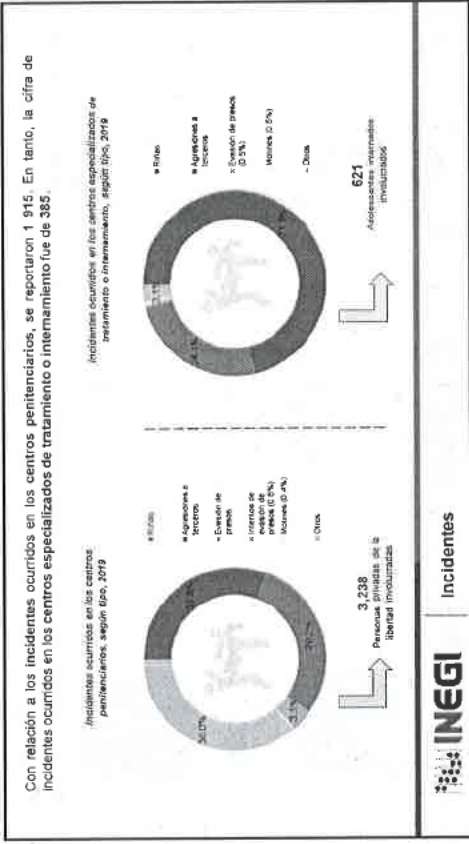 Con relación a los incidentes ocurridos en los centros penitenciarios, se reportaron 1 915. En tanto, la cifra de
incidentes ocurridos en los centros especializados de tratamiento o internamiento fue de 385.
Incidentes ocurridos en los centros
penitenciarios, según tipo, 2019
Riñas
Agresiones a
terceros
Evasión de
presos
Intentos de
evasión de
presos (0.6%)
Motines (0.4%)
Otros
3,238
Personas privadas de la
libertad involucradas
Incidentes ocurridos en los centros especializados de
tratamiento o internamiento, según tipo, 2019
Riñas
Agresiones a
terceros
Evasión de presos
(0.5%)
Motines (0.5%)
Otros
621
Adolescentes internados
involucrados
INEGI
Incidentes